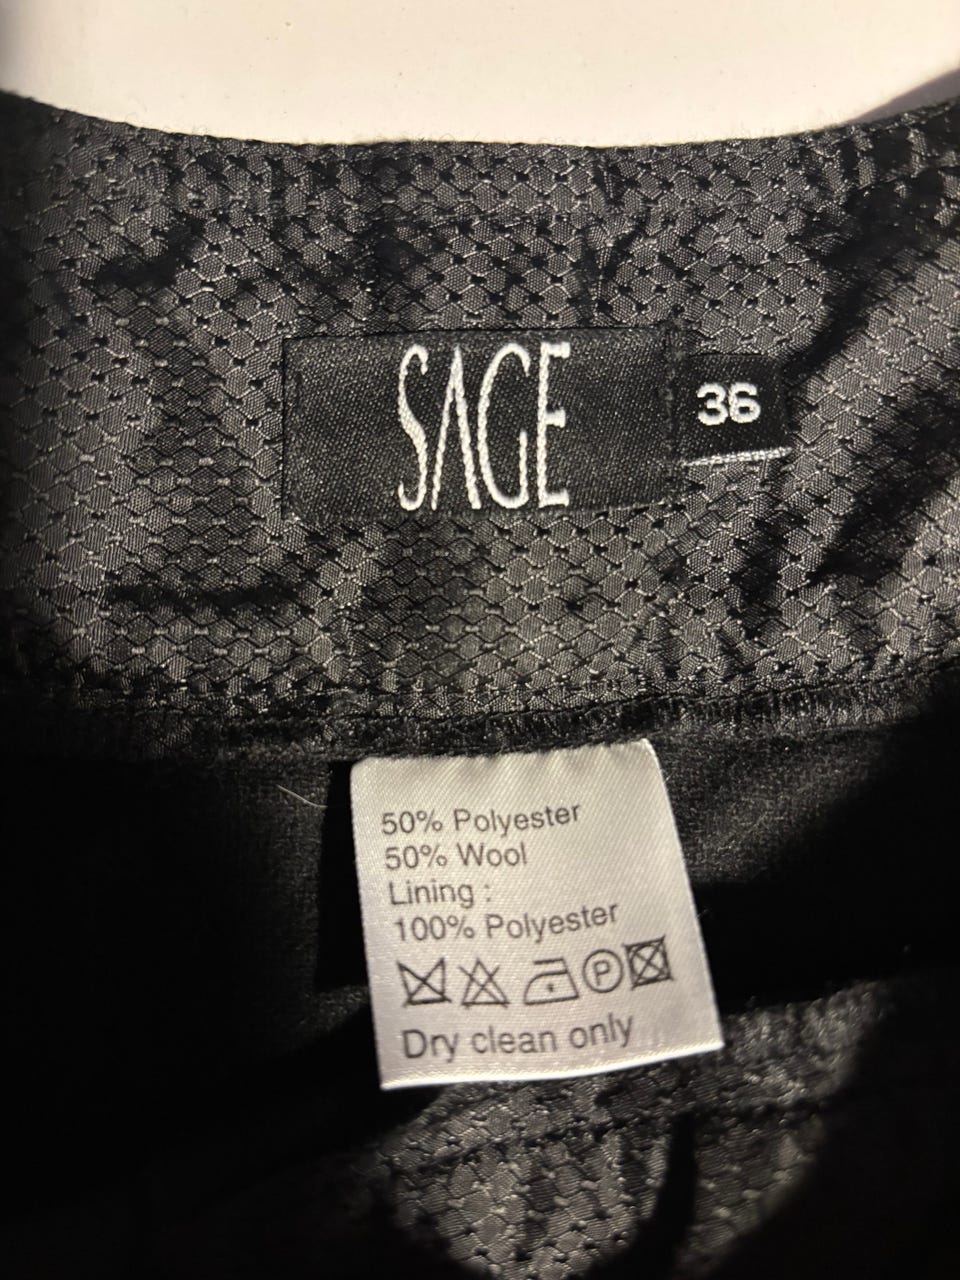 SAGE
36
50% Polyester
50% Wool
Lining :
100% Polyester
P
Dry clean only